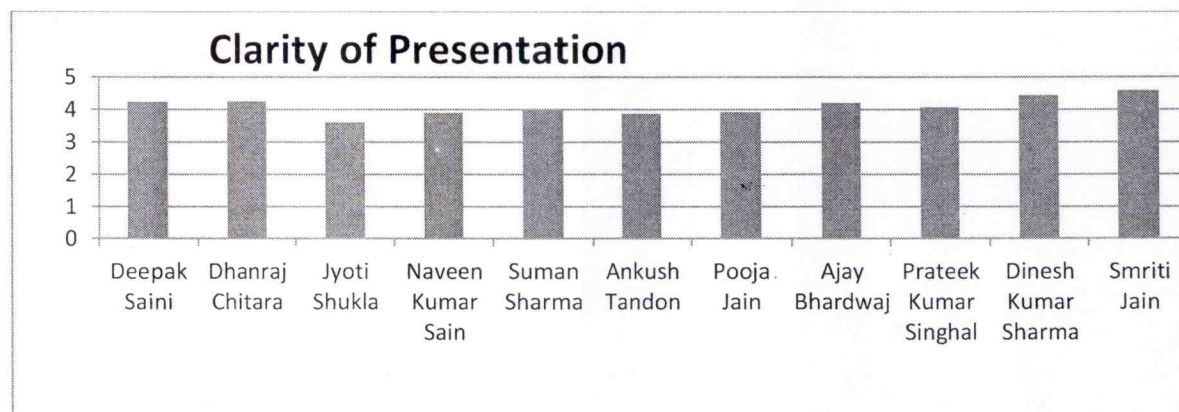 Clarity of Presentation
5
4
3
2
1
0
Deepak Saini
Dhanraj Chitara
Jyoti Shukla
Naveen Kumar Sain
Suman Sharma
Ankush Tandon
Pooja Jain
Ajay Bhardwaj
Prateek Kumar Singhal
Dinesh Kumar Sharma
Smriti Jain